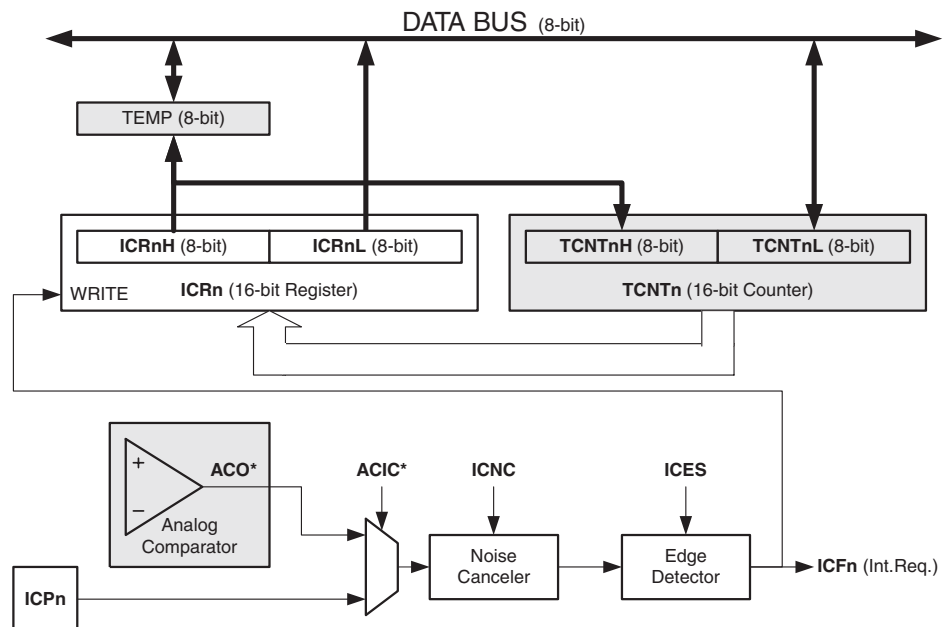 DATA BUS (8-bit)
TEMP (8-bit)
ICRnH (8-bit) ICRnL (8-bit) TCNTnH (8-bit) TCNTnL (8-bit)
WRITE ICRn (16-bit Register) TCNTn (16-bit Counter)
+
−
ACO* ACIC* ICNC ICES
Analog
Comparator
Noise
Canceler
Edge
Detector
ICFn (Int.Req.)
ICPn